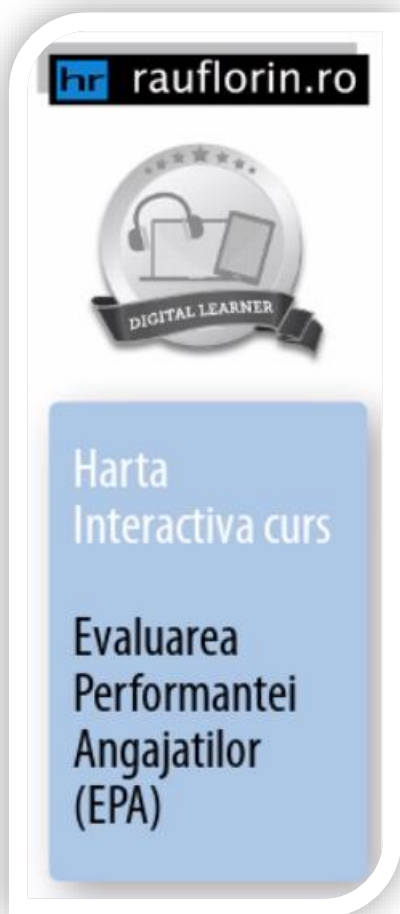 hr rauflorin.ro
DIGITAL LEARNER
Harta
Interactiva curs
Evaluarea
Performantei
Angajatilor
(EPA)